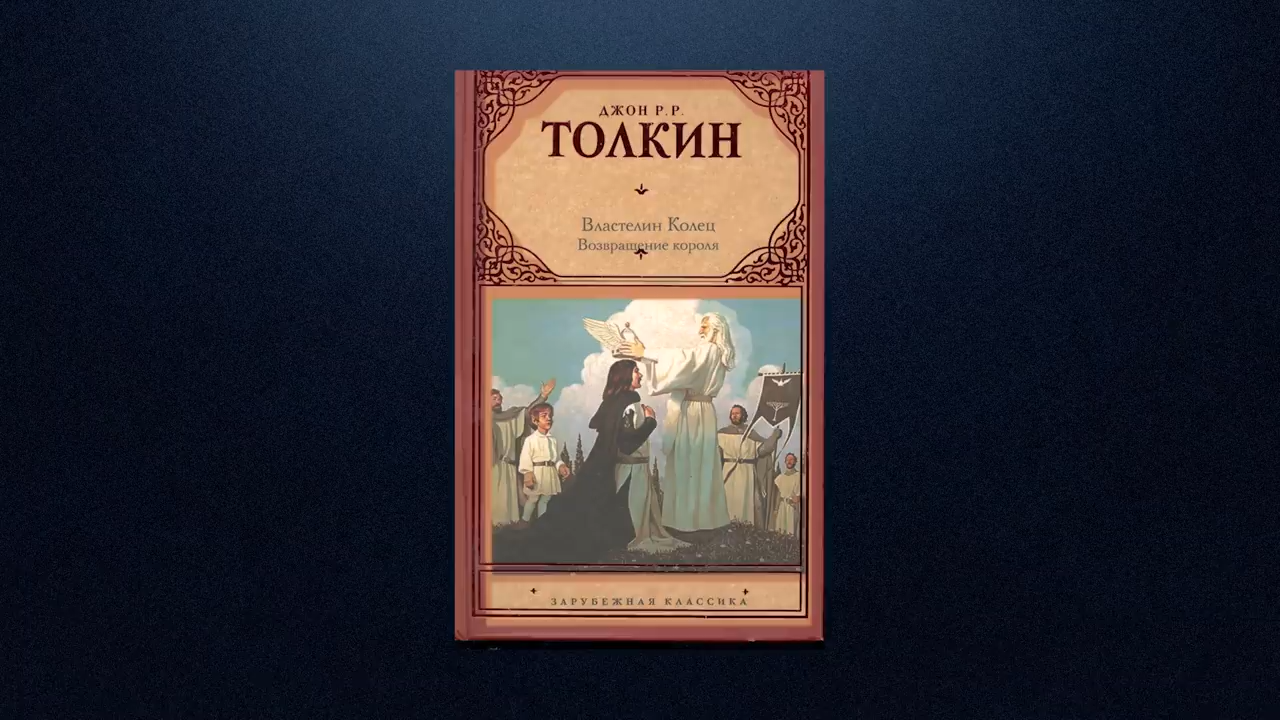 ДЖОН Р. Р.
ТОЛКИН
Властелин Колец
Возвращение короля
ЗАРУБЕЖНАЯ КЛАССИКА